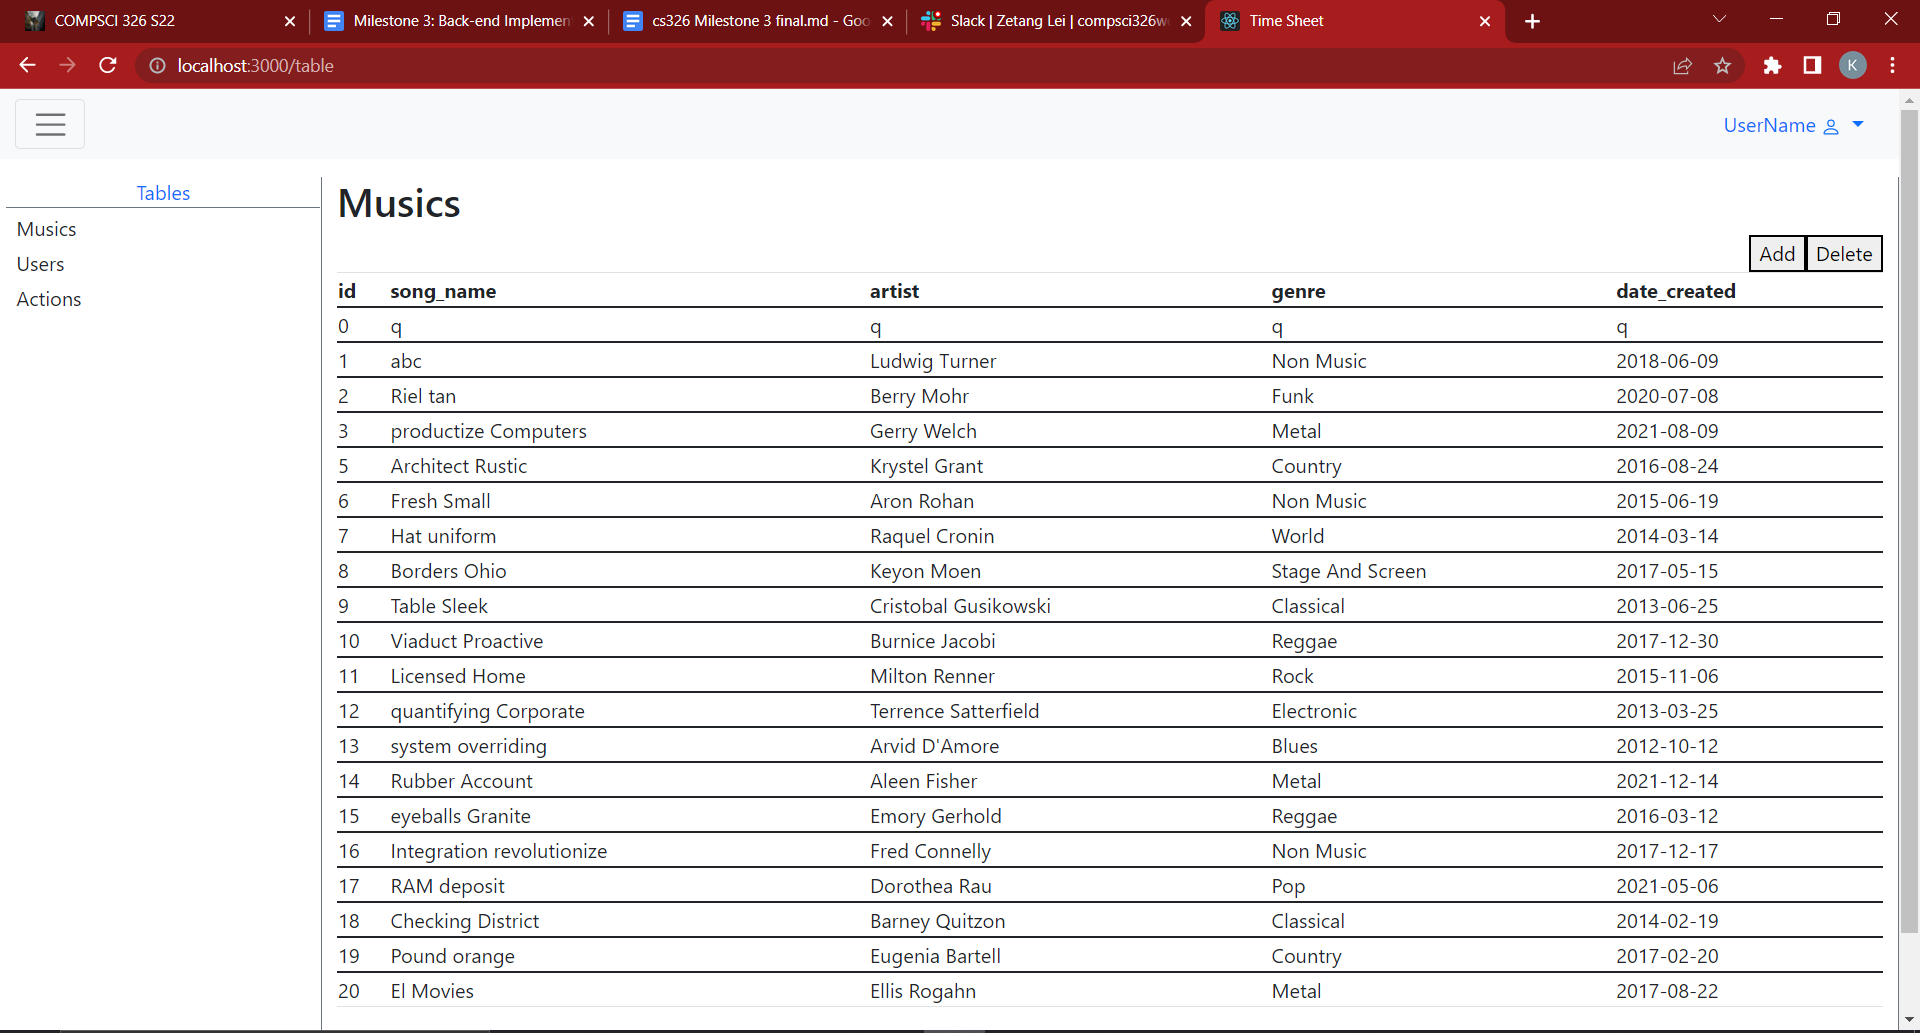 COMPSCI 326 S22 Milestone 3: Back-end Implemen cs326 Milestone 3 final.md - Goo Slack | Zetang Lei | compsci326w Time Sheet
localhost:3000/table K
UserName
Tables
Musics
Users
Actions
Musics
Add Delete
id song_name artist genre date_created
0 q q q q
1 abc Ludwig Turner Non Music 2018-06-09
2 Riel tan Berry Mohr Funk 2020-07-08
3 productize Computers Gerry Welch Metal 2021-08-09
5 Architect Rustic Krystel Grant Country 2016-08-24
6 Fresh Small Aron Rohan Non Music 2015-06-19
7 Hat uniform Raquel Cronin World 2014-03-14
8 Borders Ohio Keyon Moen Stage And Screen 2017-05-15
9 Table Sleek Cristobal Gusikowski Classical 2013-06-25
10 Viaduct Proactive Burnice Jacobi Reggae 2017-12-30
11 Licensed Home Milton Renner Rock 2015-11-06
12 quantifying Corporate Terrence Satterfield Electronic 2013-03-25
13 system overriding Arvid D'Amore Blues 2012-10-12
14 Rubber Account Aleen Fisher Metal 2021-12-14
15 eyeballs Granite Emory Gerhold Reggae 2016-03-12
16 Integration revolutionize Fred Connelly Non Music 2017-12-17
17 RAM deposit Dorothea Rau Pop 2021-05-06
18 Checking District Barney Quitzon Classical 2014-02-19
19 Pound orange Eugenia Bartell Country 2017-02-20
20 El Movies Ellis Rogahn Metal 2017-08-22